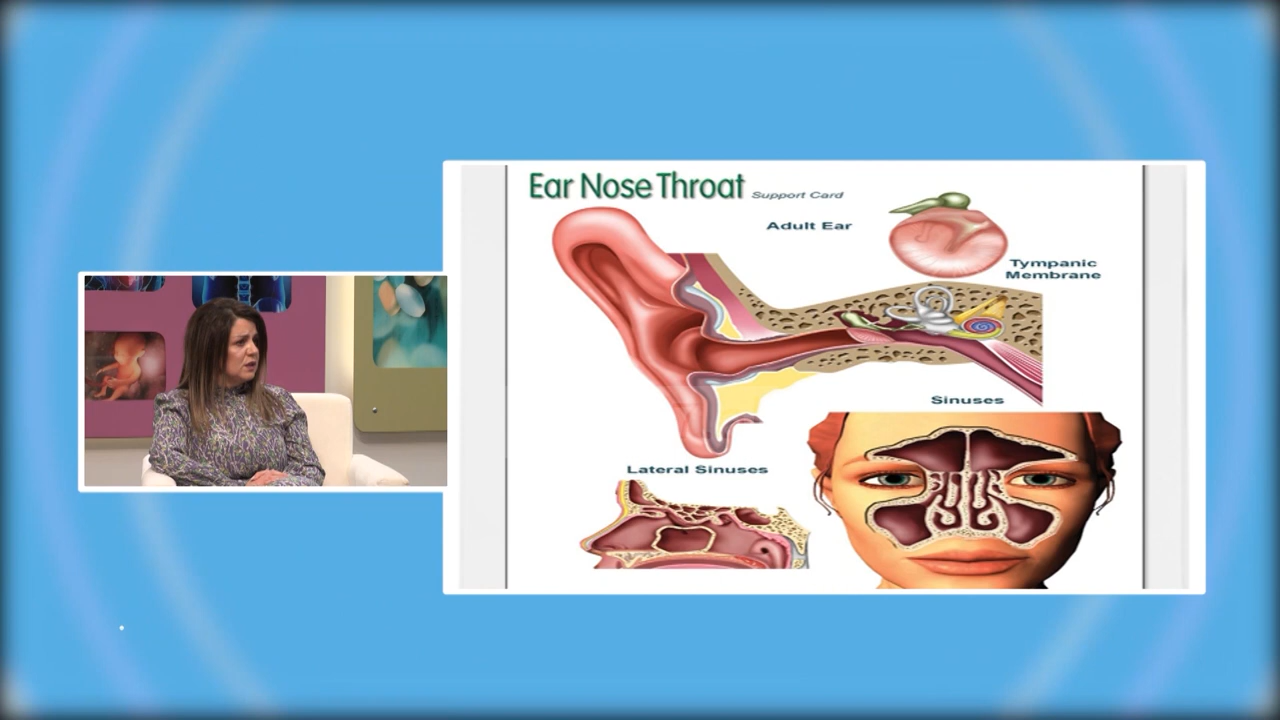 Ear Nose Throat Support Card
Adult Ear
Tympanic
Membrane
Sinuses
Lateral Sinuses